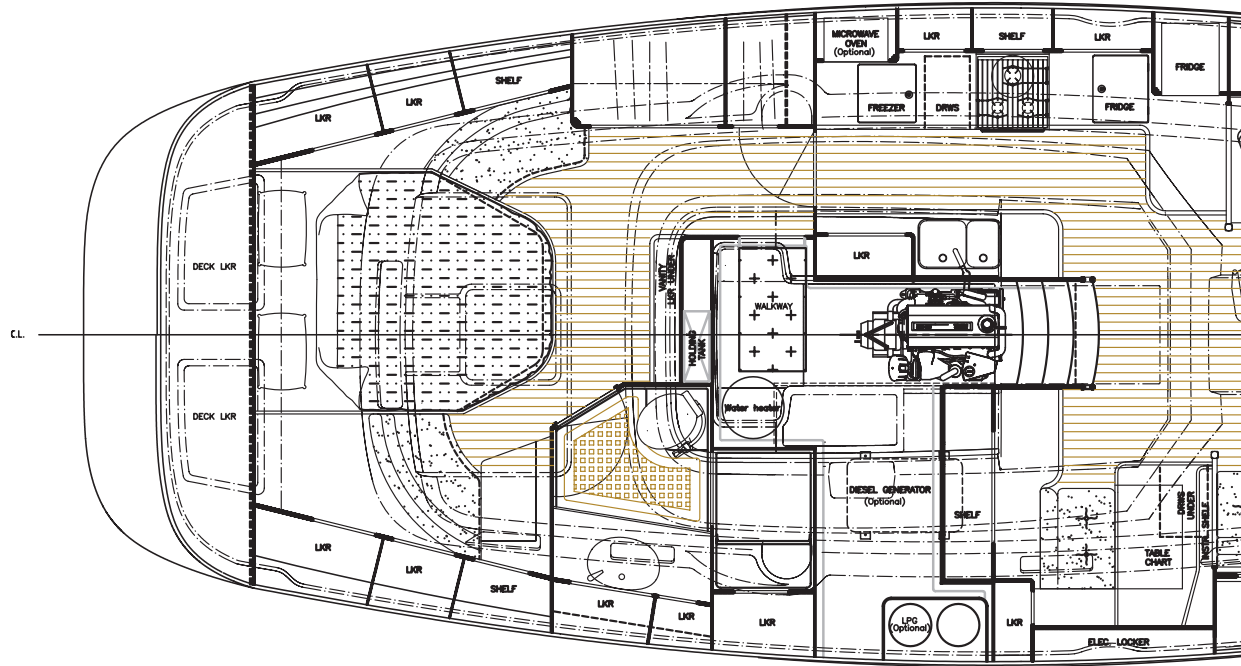 MICROWAVE
OVEN
(Optional)
LKR
SHELF
LKR
FRIDGE
SHELF
LKR
LKR
FREEZER
DRWS
FRIDGE
DECK LKR
VANITY
LKR UNDER
LKR
WALKWAY
C.L.
HOLDING
TANK
DECK LKR
Water heater
DIESEL GENERATOR
(Optional)
SHELF
DRWS
UNDER
INSTAL SHELF
TABLE
CHART
LKR
LKR
SHELF
LKR
LKR
LKR
LPG
(Optional)
LKR
ELEC. LOCKER